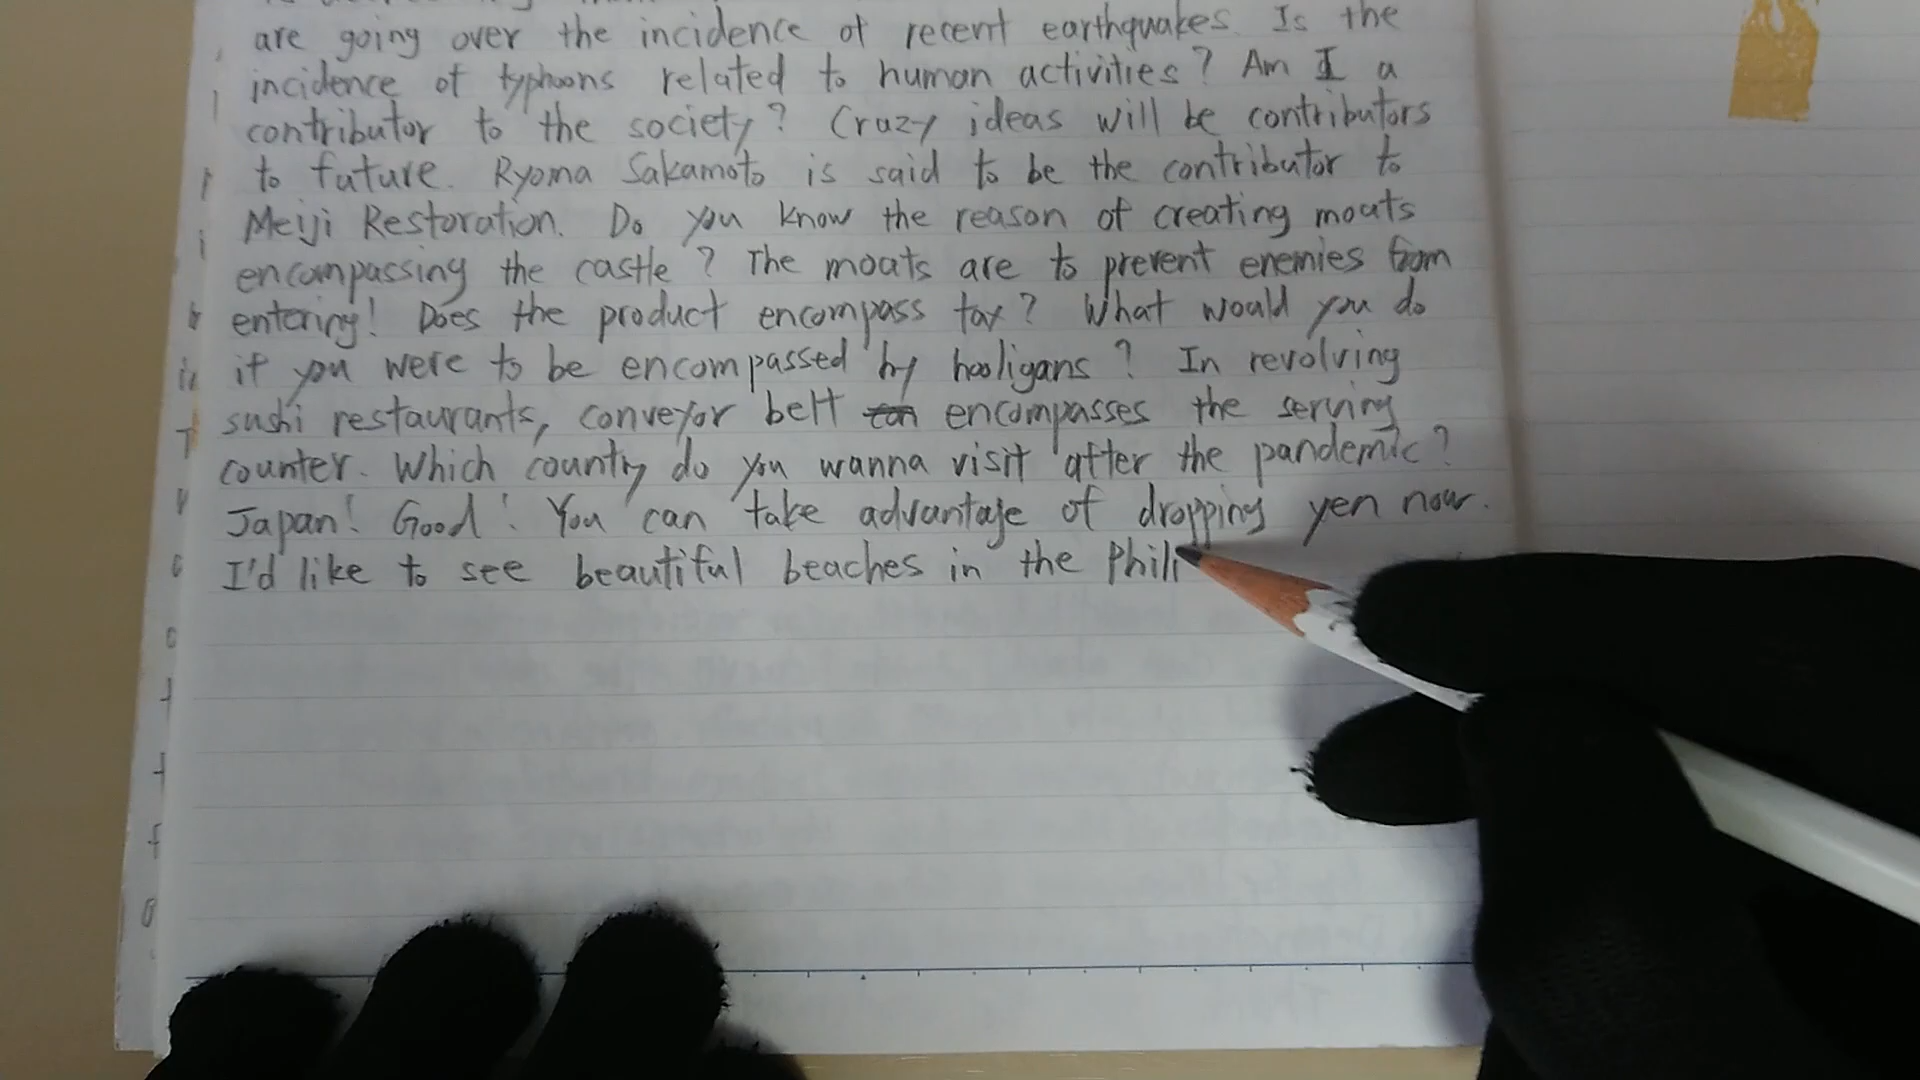 are going over the incidence of recent earthquakes. Is the
incidence of typhoons related to human activities? Am I a
contributor to the society? Crazy ideas will be contributors
to future. Ryoma Sakamoto is said to be the contributor to
Meiji Restoration. Do you know the reason of creating moats
encompassing the castle? The moats are to prevent enemies from
entering! Does the product encompass tax? What would you do
if you were to be encompassed by hooligans? In revolving
sushi restaurants, conveyor belt encompasses the serving
counter. Which country do you wanna visit after the pandemic?
Japan! Good! You can take advantage of dropping yen now.
I'd like to see beautiful beaches in the Phili